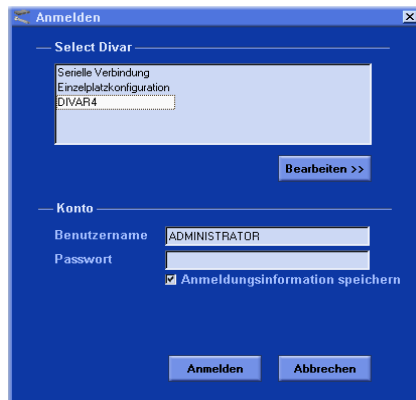 Anmelden
Select Divar
Serielle Verbindung
Einzelplatzkonfiguration
DIVAR4
Bearbeiten >>
Konto
Benutzername ADMINISTRATOR
Passwort
Anmeldungsinformation speichern
Anmelden Abbrechen